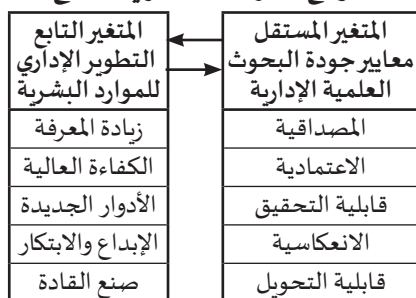 المتغير المستقل
معايير جودة البحوث
العلمية الإدارية
المصداقية
الاعتمادية
قابلية التحقيق
الانعكاسية
قابلية التحويل
المتغير التابع
التطوير الإداري
للموارد البشرية
زيادة المعرفة
الكفاءة العالية
الأدوار الجديدة
الإبداع والابتكار
صنع القادة